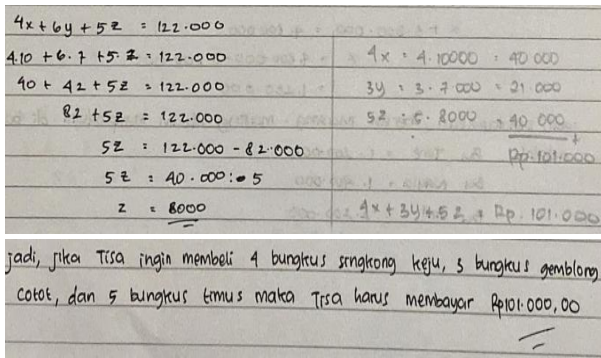 4x + 6y + 5z = 122.000
4.10 + 6.7 + 5.z = 122.000
40 + 42 + 5z = 122.000
82 + 5z = 122.000
5z = 122.000 - 82.000
5z = 40.000 : 5
z = 8000
4x = 4.10000 = 40 000
3y = 3.7.000 = 21 000
5z = 5.8000 = 40 000 +
Rp.101.000
4x + 3y + 5z = Rp. 101.000
jadi, jika Tisa ingin membeli 4 bungkus singkong keju, 3 bungkus gemblong
cotot, dan 5 bungkus timus maka Tisa harus membayar Rp101.000,00